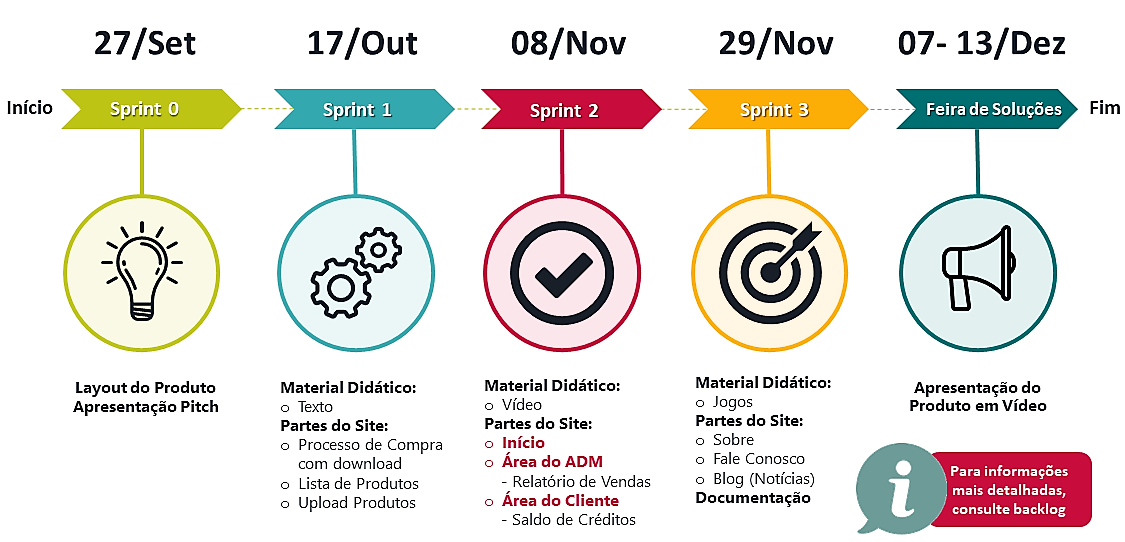 27/Set
17/Out
08/Nov
29/Nov
07- 13/Dez
Início
Sprint 0
Sprint 1
Sprint 2
Sprint 3
Feira de Soluções
Fim
Layout do Produto
Apresentação Pitch
Material Didático:
o Texto
Partes do Site:
o Processo de Compra
com download
o Lista de Produtos
o Upload Produtos
Material Didático:
o Vídeo
Partes do Site:
o Início
o Área do ADM
- Relatório de Vendas
o Área do Cliente
- Saldo de Créditos
Material Didático:
o Jogos
Partes do Site:
o Sobre
o Fale Conosco
o Blog (Notícias)
Documentação
Apresentação do
Produto em Vídeo
i
Para informações
mais detalhadas,
consulte backlog